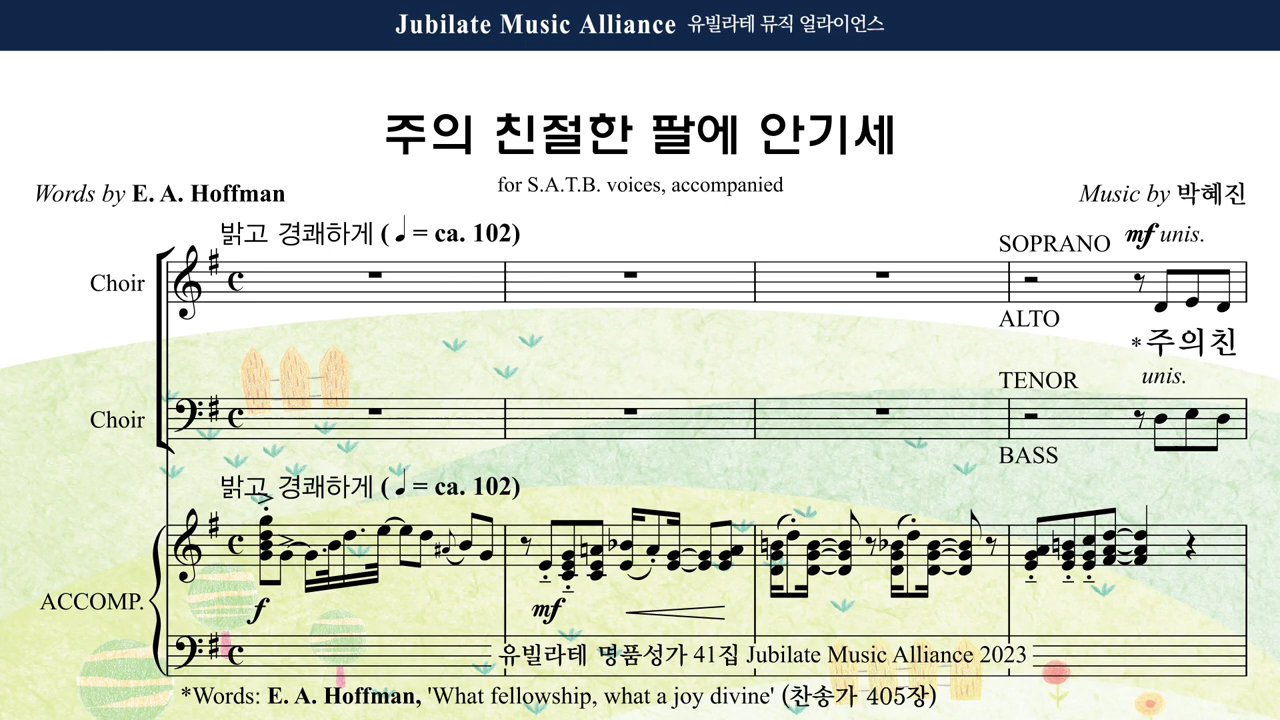 Jubilate Music Alliance 유빌라테 뮤직 얼라이언스
주의 친절한 팔에 안기세
for S.A.T.B. voices, accompanied
Words by E. A. Hoffman
Music by 박혜진
밝고 경쾌하게 (♩ = ca. 102)
SOPRANO mf unis.
Choir
ALTO
*주의친
TENOR unis.
Choir
BASS
밝고 경쾌하게 (♩ = ca. 102)
ACCOMP.
f mf
유빌라테 명품성가 41집 Jubilate Music Alliance 2023
*Words: E. A. Hoffman, 'What fellowship, what a joy divine' (찬송가 405장)